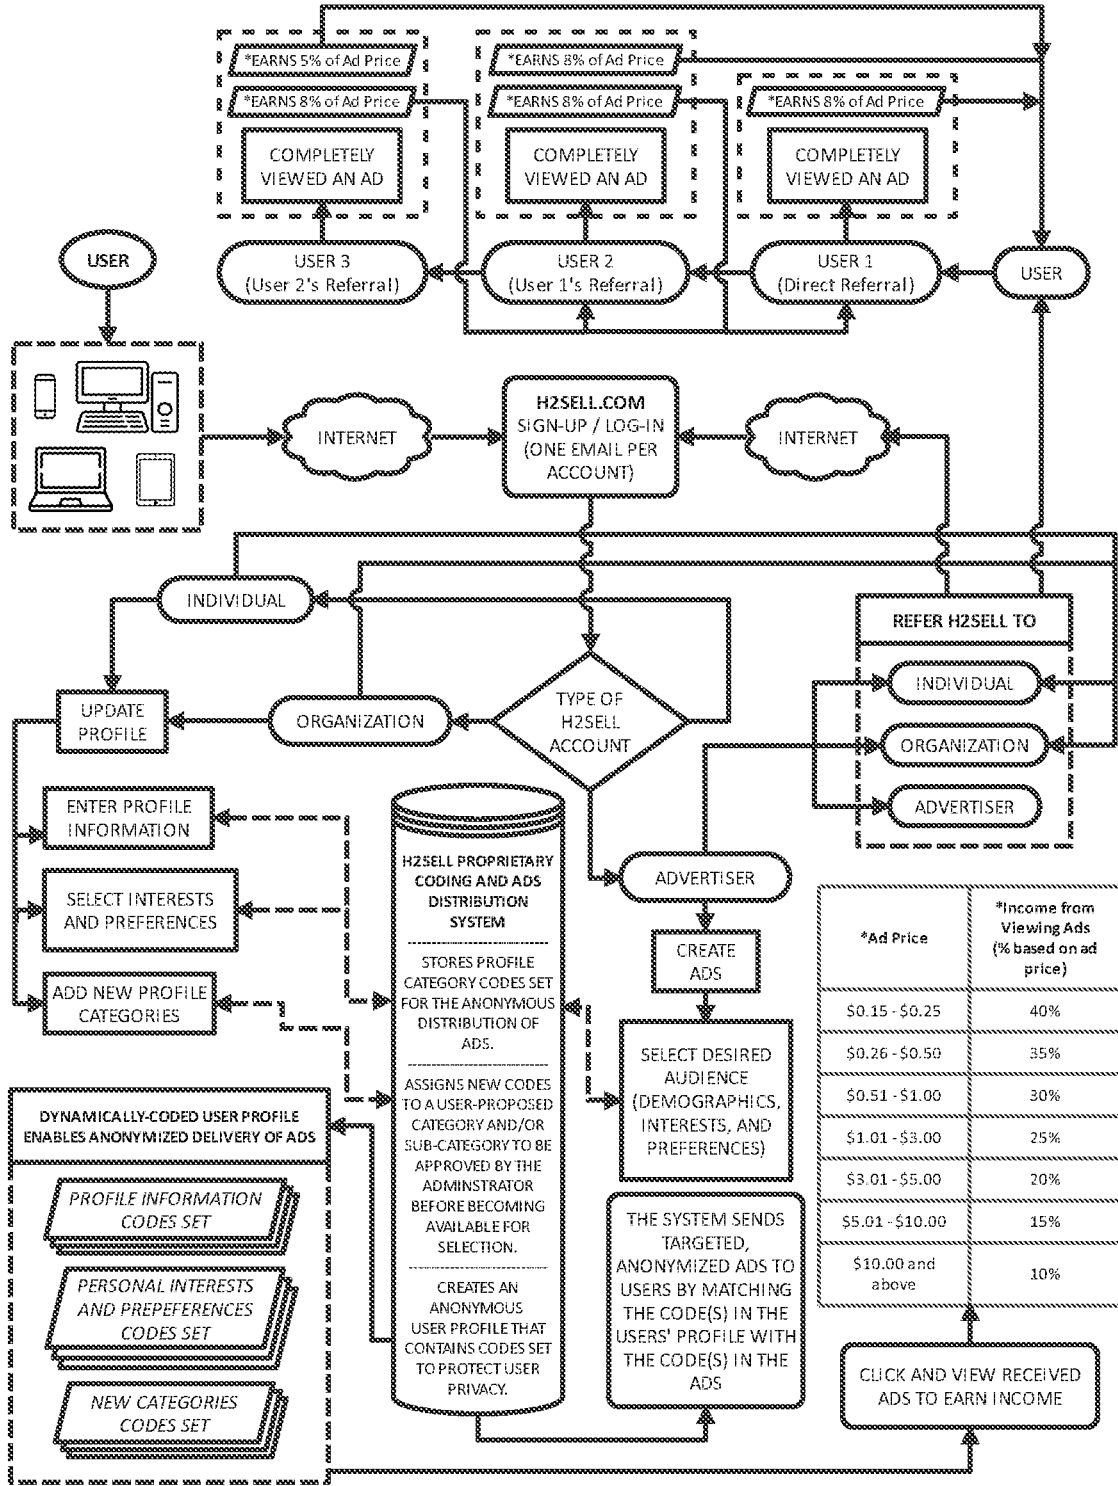 *EARNS 5% of Ad Price
*EARNS 8% of Ad Price
COMPLETELY
VIEWED AN AD
*EARNS 8% of Ad Price
*EARNS 8% of Ad Price
COMPLETELY
VIEWED AN AD
*EARNS 8% of Ad Price
COMPLETELY
VIEWED AN AD
USER
USER 3
(User 2's Referral)
USER 2
(User 1's Referral)
USER 1
(Direct Referral)
USER
INTERNET
H2SELL.COM
SIGN-UP / LOG-IN
(ONE EMAIL PER
ACCOUNT)
INTERNET
INDIVIDUAL
REFER H2SELL TO
INDIVIDUAL
ORGANIZATION
ADVERTISER
UPDATE
PROFILE
ORGANIZATION
TYPE OF
H2SELL
ACCOUNT
ENTER PROFILE
INFORMATION
SELECT INTERESTS
AND PREFERENCES
ADD NEW PROFILE
CATEGORIES
H2SELL PROPRIETARY
CODING AND ADS
DISTRIBUTION
SYSTEM
STORES PROFILE
CATEGORY CODES SET
FOR THE ANONYMOUS
DISTRIBUTION OF
ADS.
ASSIGNS NEW CODES
TO A USER-PROPOSED
CATEGORY AND/OR
SUB-CATEGORY TO BE
APPROVED BY THE
ADMINSTRATOR
BEFORE BECOMING
AVAILABLE FOR
SELECTION.
CREATES AN
ANONYMOUS
USER PROFILE THAT
CONTAINS CODES SET
TO PROTECT USER
PRIVACY.
ADVERTISER
CREATE
ADS
SELECT DESIRED
AUDIENCE
(DEMOGRAPHICS,
INTERESTS, AND
PREFERENCES)
THE SYSTEM SENDS
TARGETED,
ANONYMIZED ADS TO
USERS BY MATCHING
THE CODE(S) IN THE
USERS' PROFILE WITH
THE CODE(S) IN THE
ADS
*Ad Price
*Income from
Viewing Ads
(% based on ad
price)
$0.15 - $0.25 40%
$0.26 - $0.50 35%
$0.51 - $1.00 30%
$1.01 - $3.00 25%
$3.01 - $5.00 20%
$5.01 - $10.00 15%
$10.00 and
above 10%
CLICK AND VIEW RECEIVED
ADS TO EARN INCOME
DYNAMICALLY-CODED USER PROFILE
ENABLES ANONYMIZED DELIVERY OF ADS
PROFILE INFORMATION
CODES SET
PERSONAL INTERESTS
AND PREPEFERENCES
CODES SET
NEW CATEGORIES
CODES SET